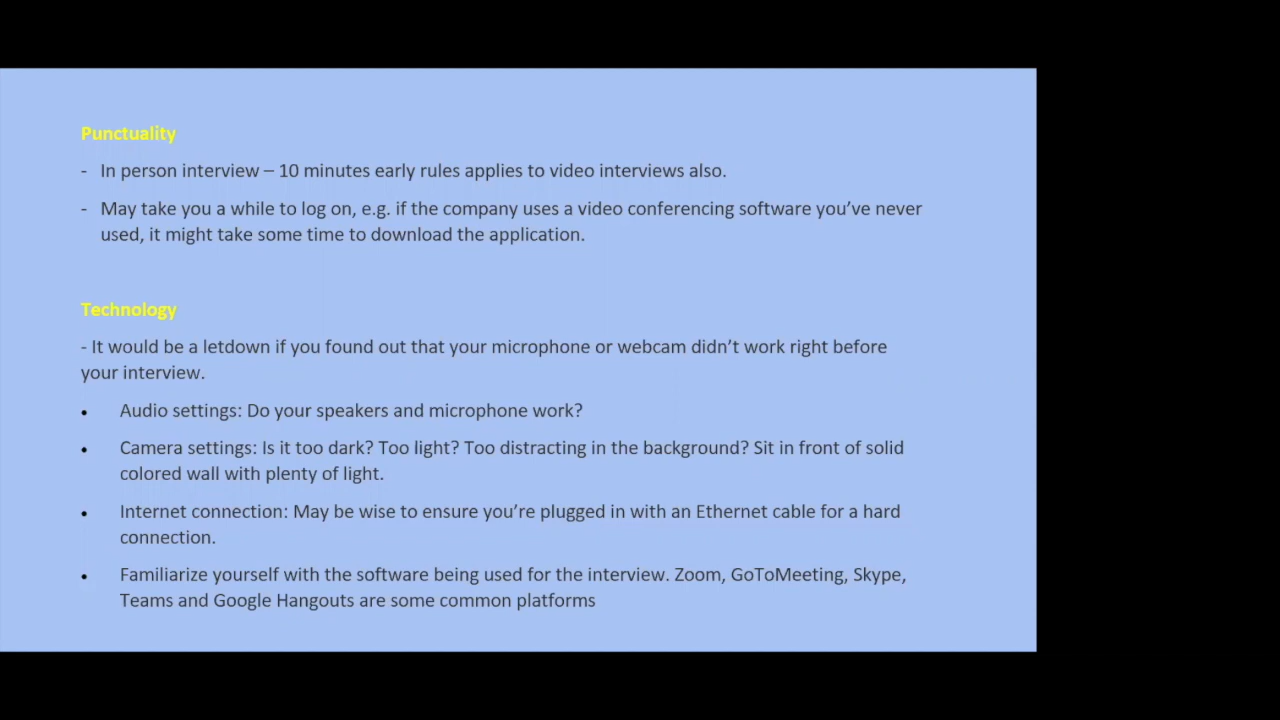 Punctuality
- In person interview – 10 minutes early rules applies to video interviews also.
- May take you a while to log on, e.g. if the company uses a video conferencing software you’ve never
used, it might take some time to download the application.
Technology
- It would be a letdown if you found out that your microphone or webcam didn’t work right before
your interview.
• Audio settings: Do your speakers and microphone work?
• Camera settings: Is it too dark? Too light? Too distracting in the background? Sit in front of solid
colored wall with plenty of light.
• Internet connection: May be wise to ensure you’re plugged in with an Ethernet cable for a hard
connection.
• Familiarize yourself with the software being used for the interview. Zoom, GoToMeeting, Skype,
Teams and Google Hangouts are some common platforms